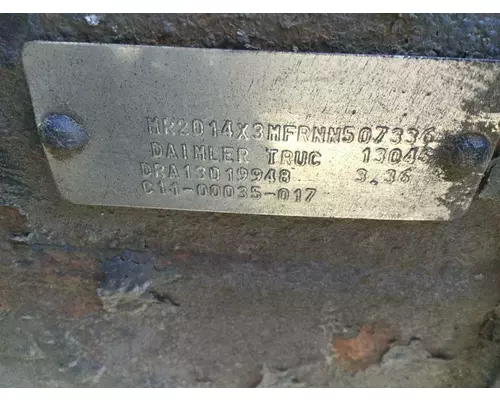 MR2014X3MFRNN507336
DAIMLER TRUC 13045
DRA13019948 3.36
C11-00035-017